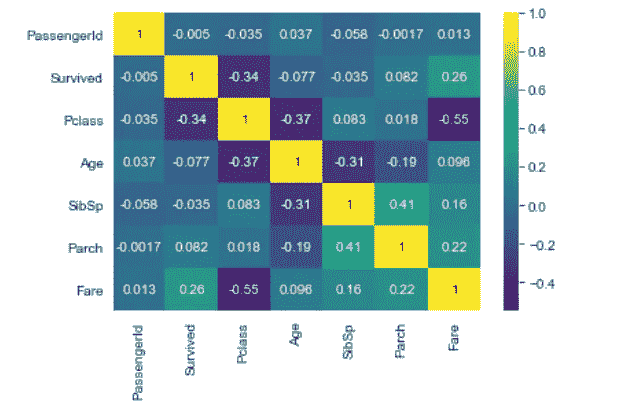 PassengerId 1 -0.005 -0.035 0.037 -0.058 -0.0017 0.013
Survived -0.005 1 -0.34 -0.077 -0.035 0.082 0.26
Pclass -0.035 -0.34 1 -0.37 0.083 0.018 -0.55
Age 0.037 -0.077 -0.37 1 -0.31 -0.19 0.096
SibSp -0.058 -0.035 0.083 -0.31 1 0.41 0.16
Parch -0.0017 0.082 0.018 -0.19 0.41 1 0.22
Fare 0.013 0.26 -0.55 0.096 0.16 0.22 1
PassengerId Survived Pclass Age SibSp Parch Fare
1.0
0.8
0.6
0.4
0.2
0.0
−0.2
−0.4